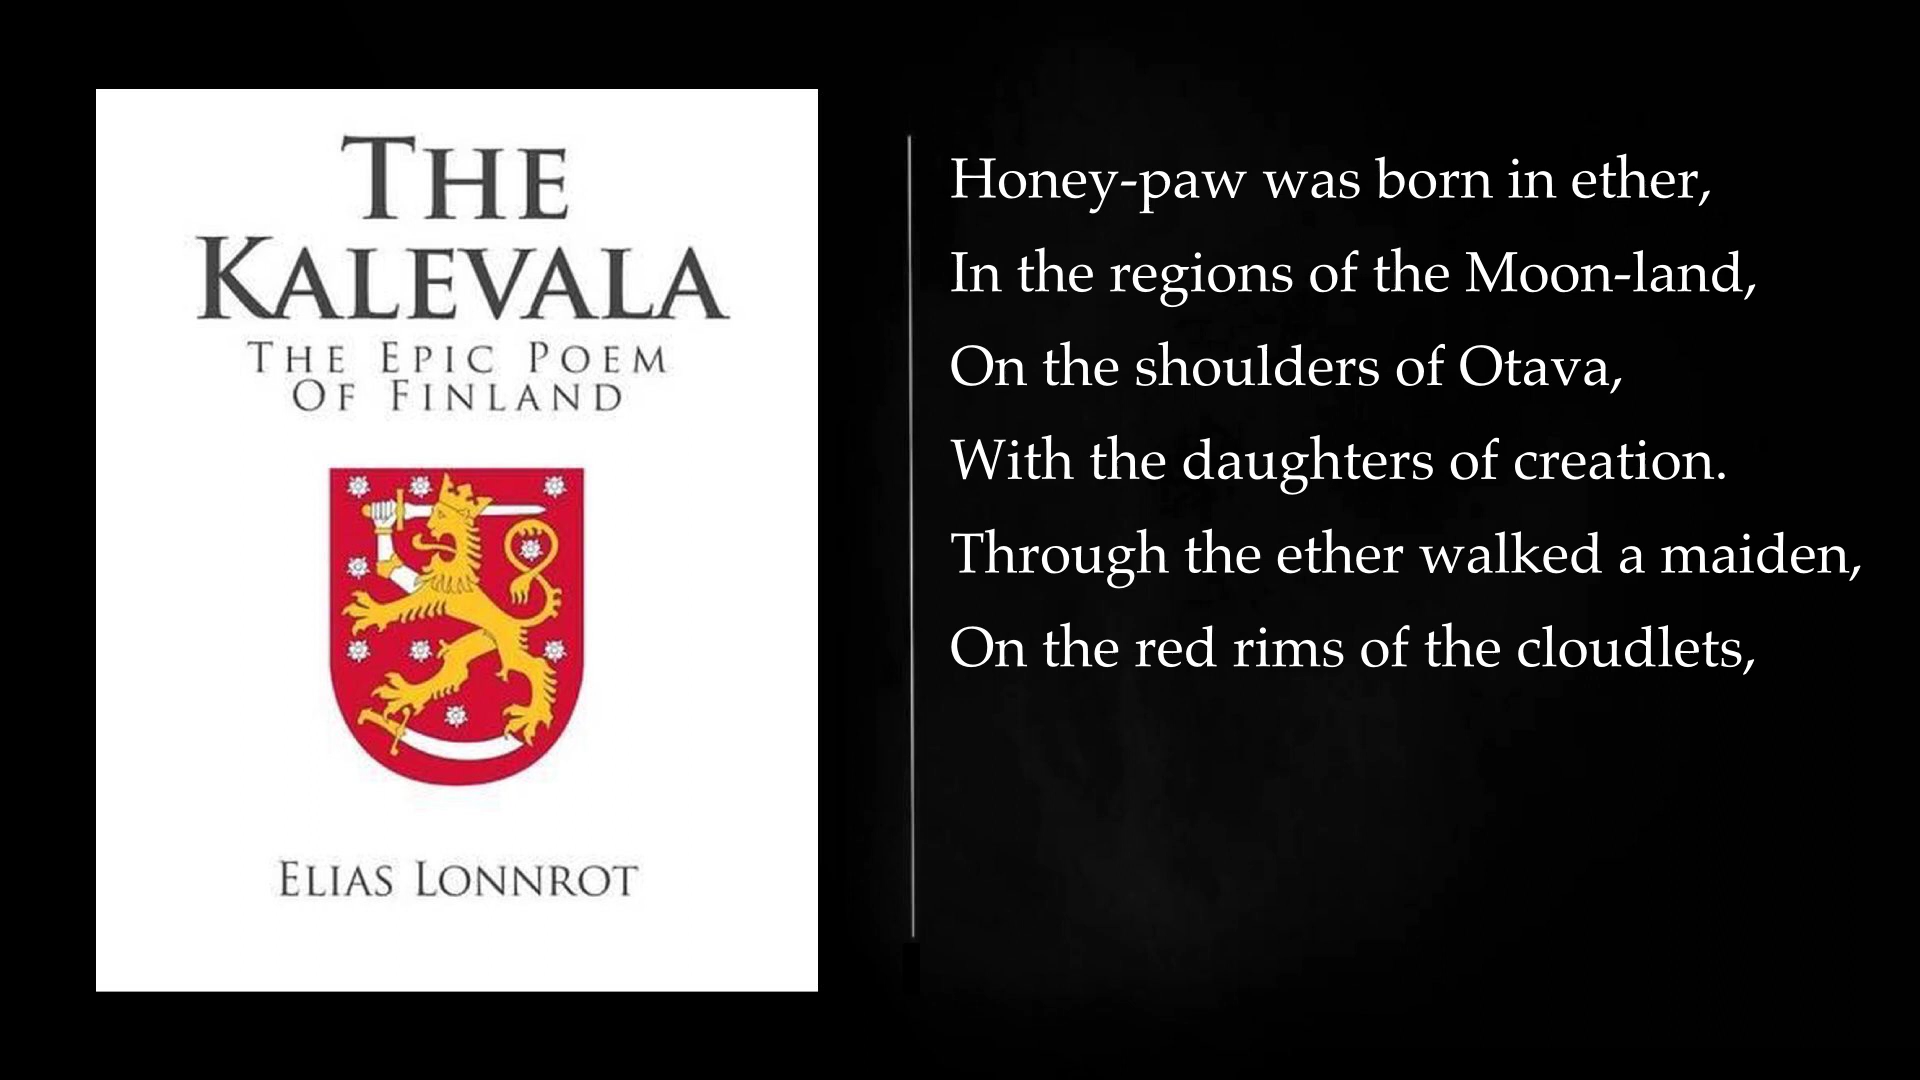 THE
KALEVALA
THE EPIC POEM
OF FINLAND
ELIAS LONNROT
Honey-paw was born in ether,
In the regions of the Moon-land,
On the shoulders of Otava,
With the daughters of creation.
Through the ether walked a maiden,
On the red rims of the cloudlets,